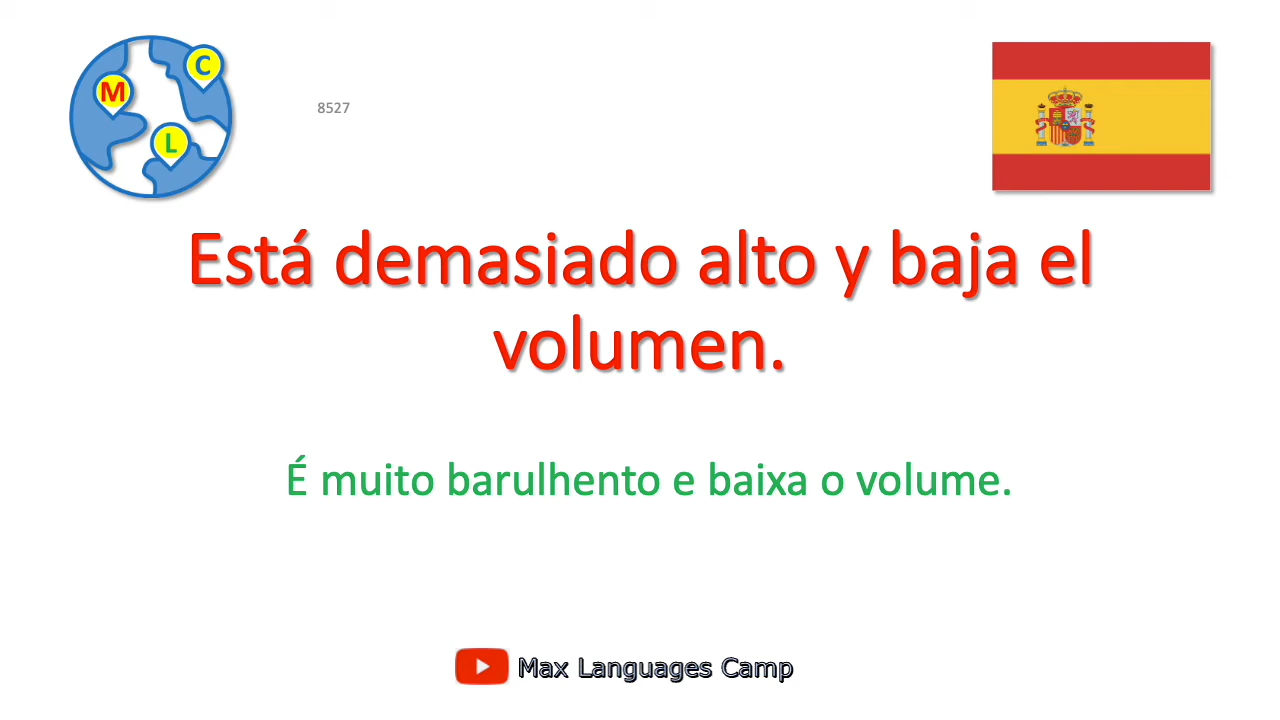 C
M
L
8527
Está demasiado alto y baja el
volumen.
É muito barulhento e baixa o volume.
Max Languages Camp